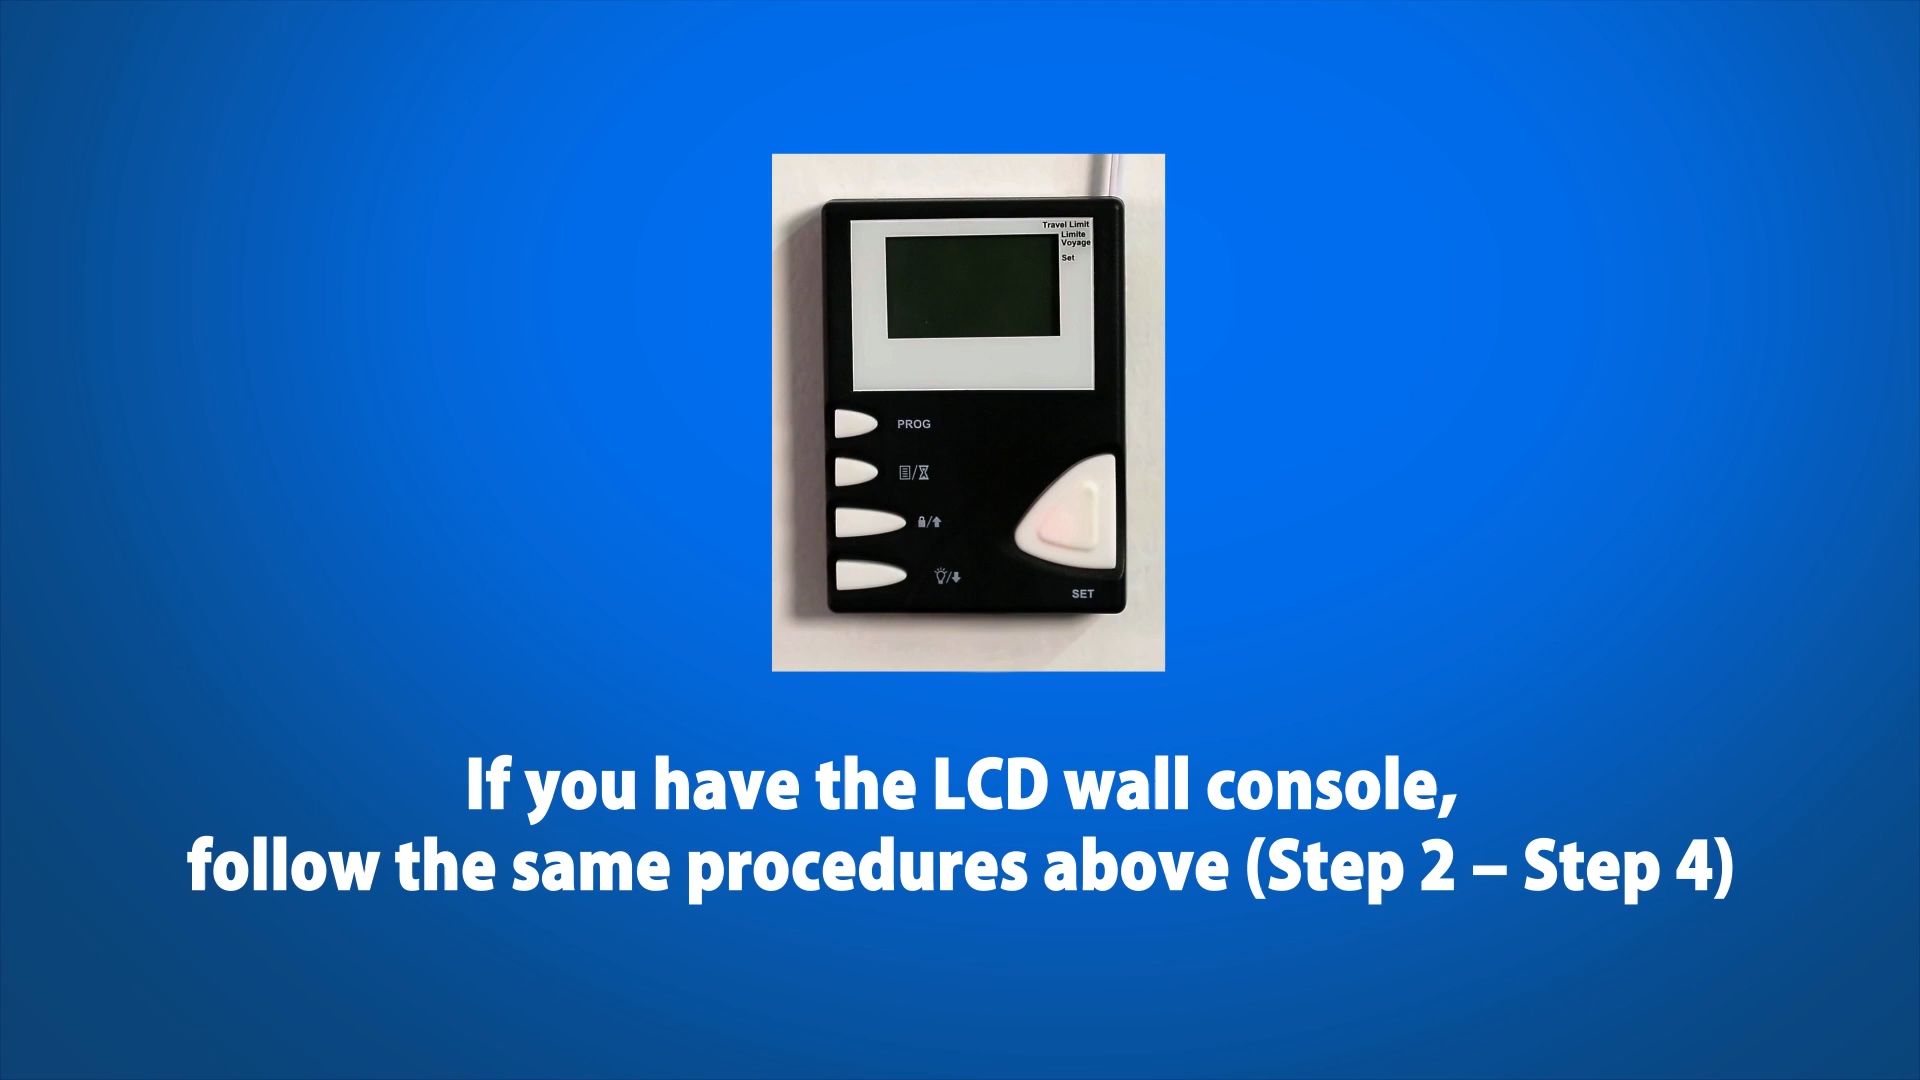 Travel Limit
Limite
Voyage
Set
PROG
/
/
/
SET
If you have the LCD wall console,
follow the same procedures above (Step 2 – Step 4)